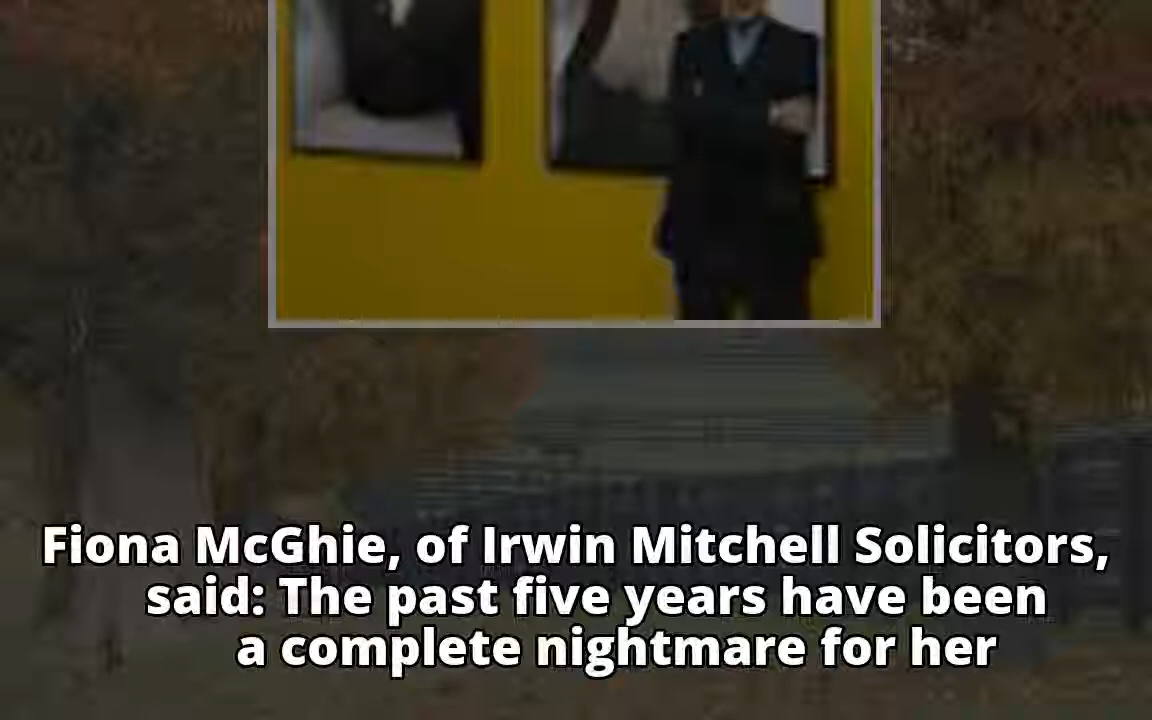 Fiona McGhie, of Irwin Mitchell Solicitors,
said: The past five years have been
a complete nightmare for her